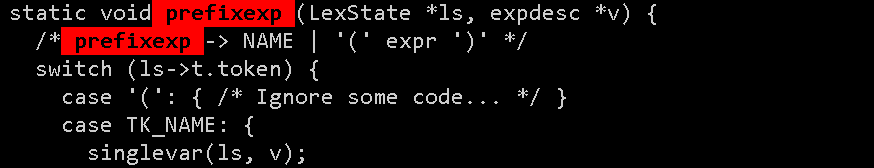 static void prefixexp (LexState *ls, expdesc *v) {
/* prefixexp -> NAME | '(' expr ')' */
switch (ls->t.token) {
case '(': { /* Ignore some code... */ }
case TK_NAME: {
singlevar(ls, v);